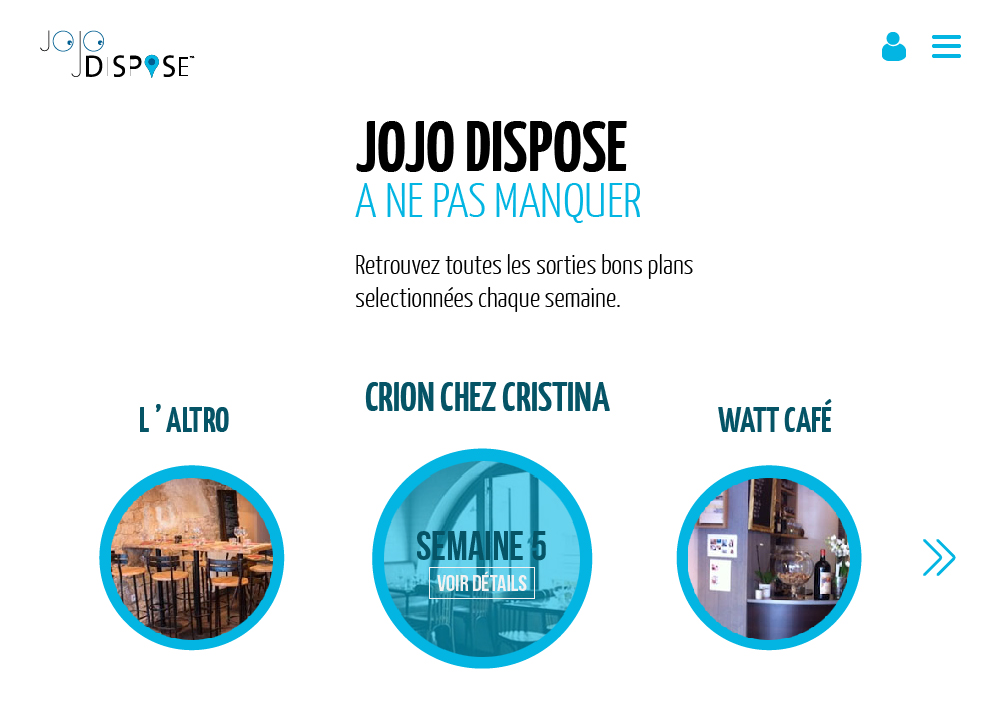 JOJO
DISPOSE™
JOJO DISPOSE
A NE PAS MANQUER
Retrouvez toutes les sorties bons plans
selectionnées chaque semaine.
L ’ ALTRO
CRION CHEZ CRISTINA
WATT CAFÉ
SEMAINE 5
VOIR DÉTAILS